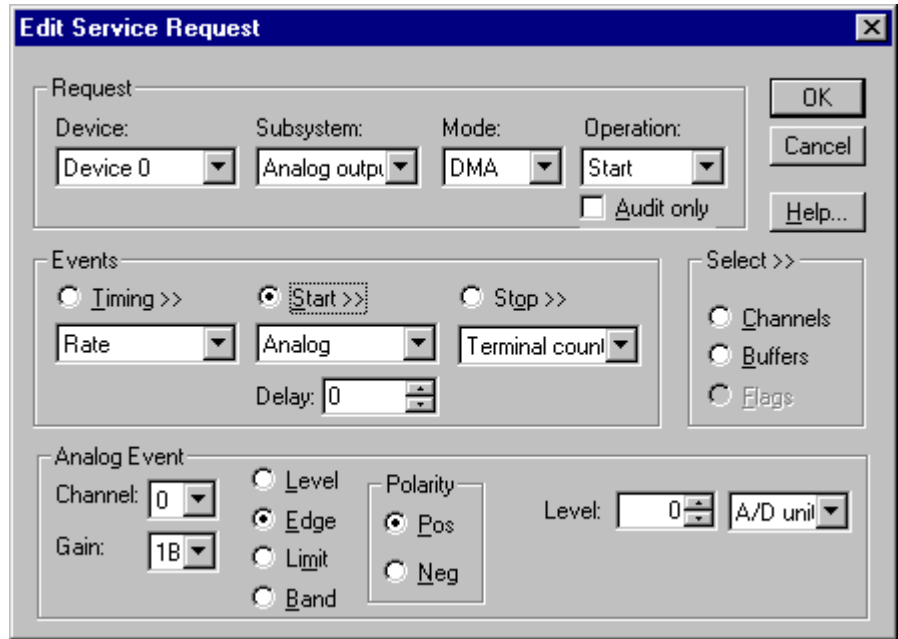 Edit Service Request
Request
Device: Subsystem: Mode: Operation:
Device 0 Analog outpu DMA Start
Audit only
OK
Cancel
Help...
Events
Timing >> Start >> Stop >>
Rate Analog Terminal count
Delay: 0
Select >>
Channels
Buffers
Flags
Analog Event
Channel: 0
Gain: 1B
Level
Edge
Limit
Band
Polarity
Pos
Neg
Level: 0 A/D unit